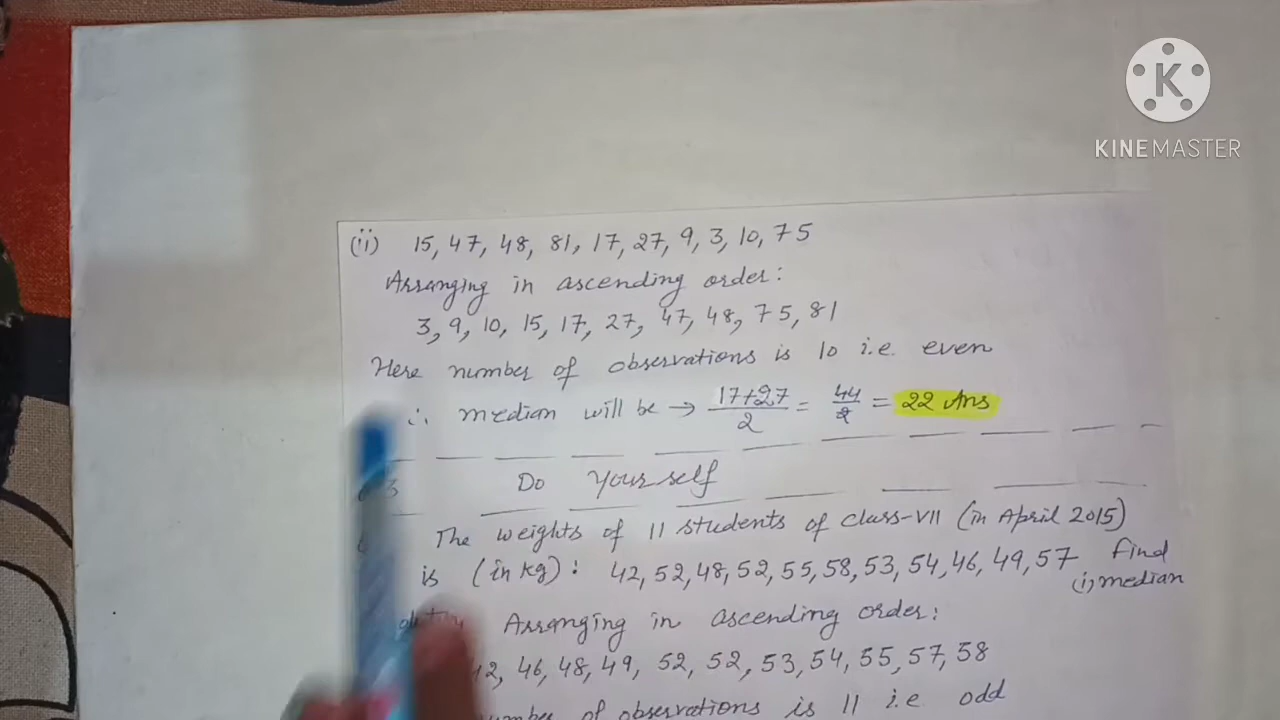 K
KINEMASTER
(ii) 15, 47, 48, 81, 17, 27, 9, 3, 10, 75
Arranging in ascending order:
3, 9, 10, 15, 17, 27, 47, 48, 75, 81
Here number of observations is 10 i.e. even
∴ median will be → 17+27/2 = 44/2 = 22 Ans
3 Do Yourself
The weights of 11 students of class-VII (in April 2015)
is (in kg): 42, 52, 48, 52, 55, 58, 53, 54, 46, 49, 57 Find
(i) median
Arranging in ascending order:
42, 46, 48, 49, 52, 52, 53, 54, 55, 57, 58
number of observations is 11 i.e odd